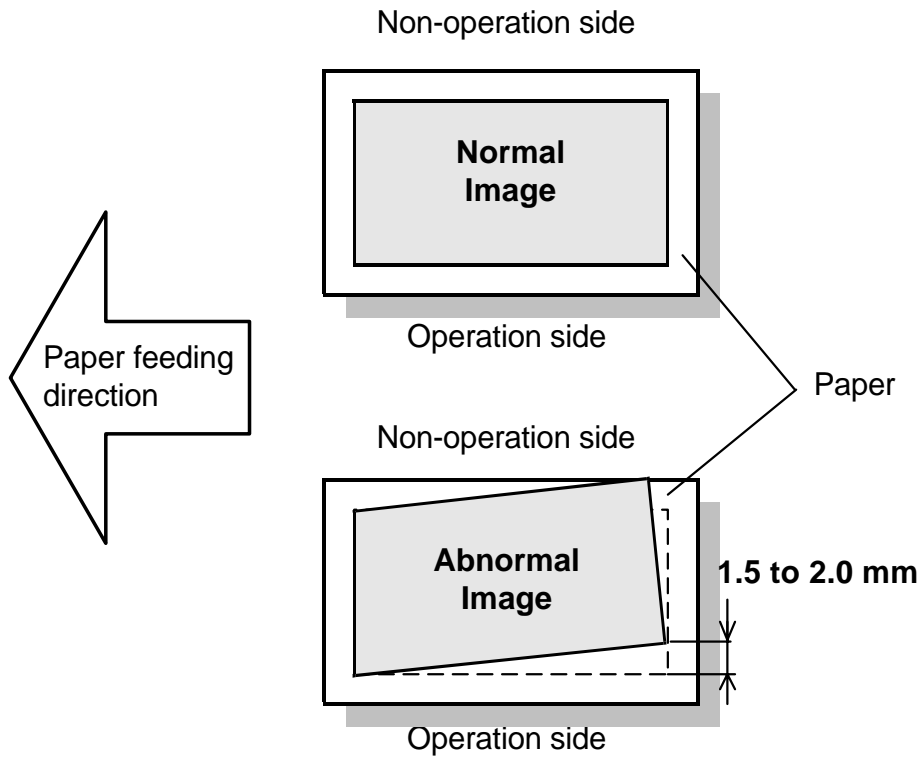 Non-operation side
Normal
Image
Operation side
Paper feeding
direction
Paper
Non-operation side
Abnormal
Image
1.5 to 2.0 mm
Operation side